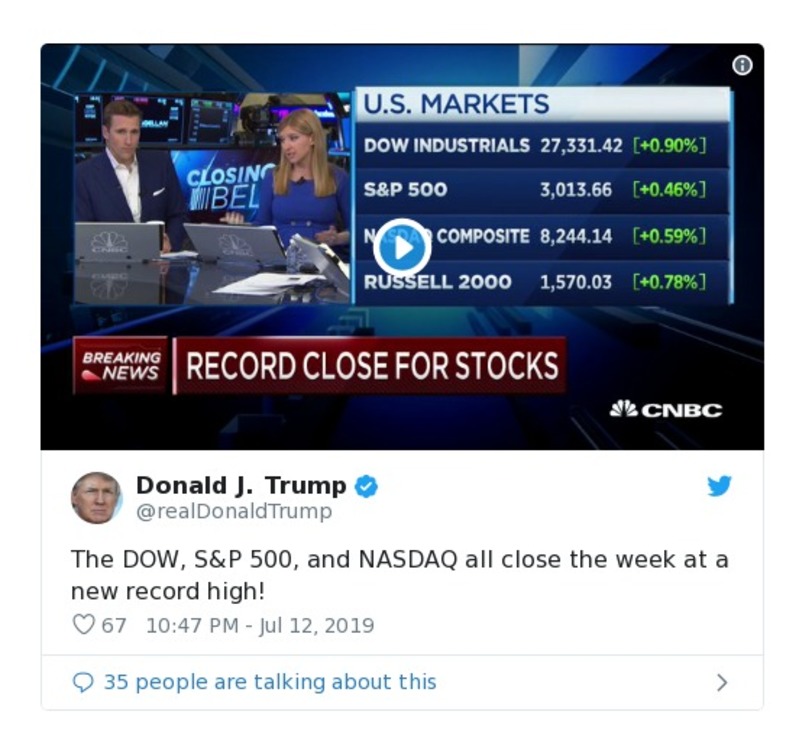 U.S. MARKETS
DOW INDUSTRIALS 27,331.42 [+0.90%]
S&P 500 3,013.66 [+0.46%]
COMPOSITE 8,244.14 [+0.59%]
RUSSELL 2000 1,570.03 [+0.78%]
CLOSING
BEL
CNBC
CNBC
BREAKING
NEWS
RECORD CLOSE FOR STOCKS
CNBC
Donald J. Trump
@realDonaldTrump
The DOW, S&P 500, and NASDAQ all close the week at a
new record high!
67 10:47 PM - Jul 12, 2019
35 people are talking about this